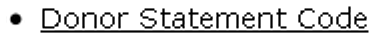 • Donor Statement Code